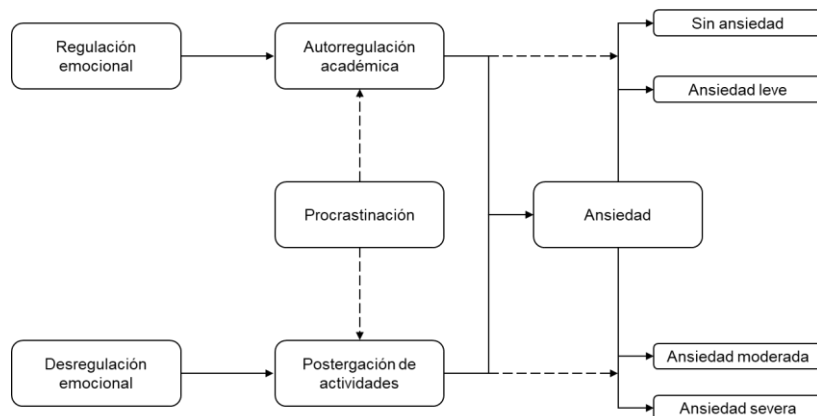 Regulación
emocional
Autorregulación
académica
Sin ansiedad
Ansiedad leve
Procrastinación
Ansiedad
Desregulación
emocional
Postergación de
actividades
Ansiedad moderada
Ansiedad severa